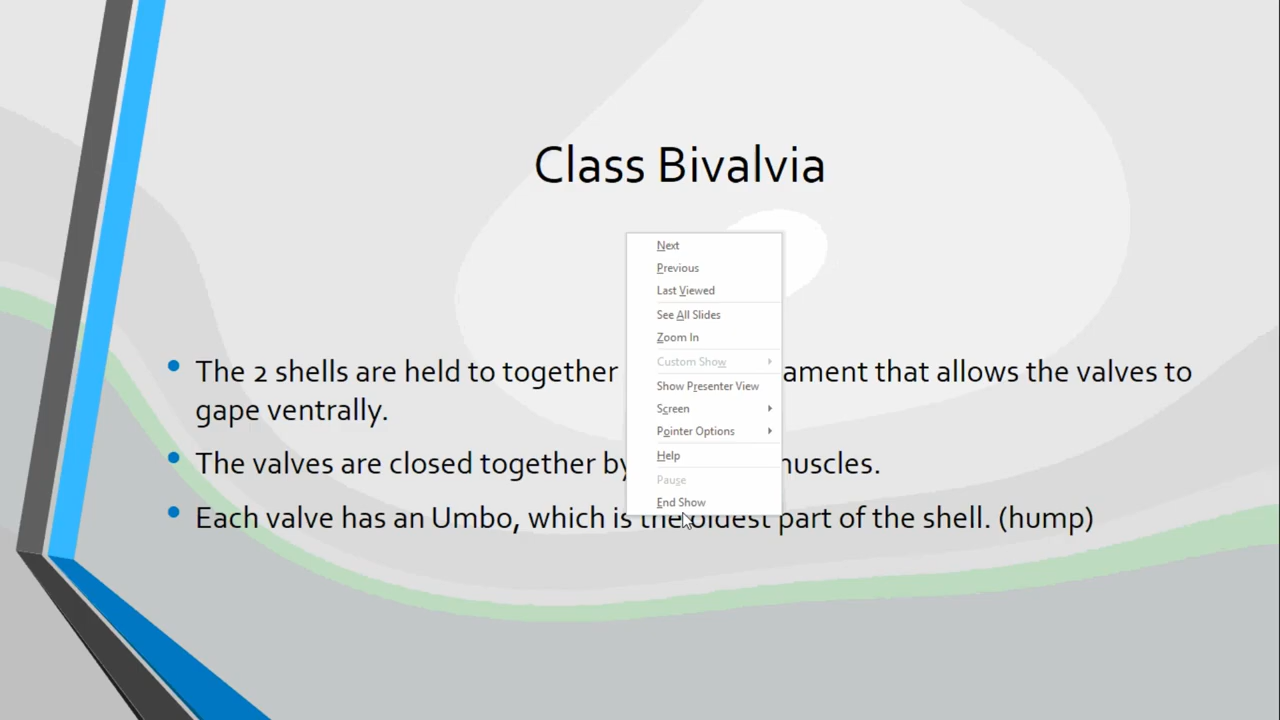 Class Bivalvia
Next
Previous
Last Viewed
See All Slides
Zoom In
Custom Show
Show Presenter View
Screen
Pointer Options
Help
Pause
End Show
The 2 shells are held to together ament that allows the valves to
gape ventrally.
The valves are closed together by muscles.
Each valve has an Umbo, which is the oldest part of the shell. (hump)